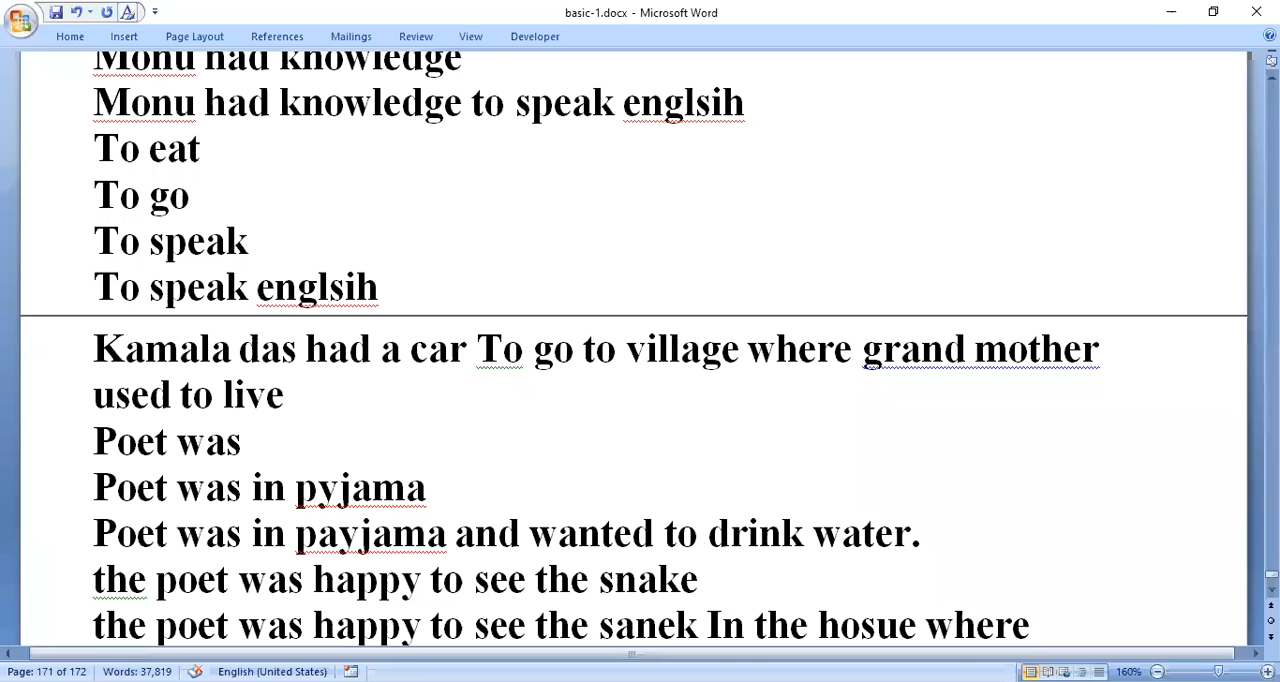 basic-1.docx - Microsoft Word
Home Insert Page Layout References Mailings Review View Developer
Monu had knowledge
Monu had knowledge to speak englsih
To eat
To go
To speak
To speak englsih
Kamala das had a car To go to village where grand mother
used to live
Poet was
Poet was in pyjama
Poet was in payjama and wanted to drink water.
the poet was happy to see the snake
the poet was happy to see the sanek In the hosue where
Page: 171 of 172 Words: 37,819 English (United States) 160%